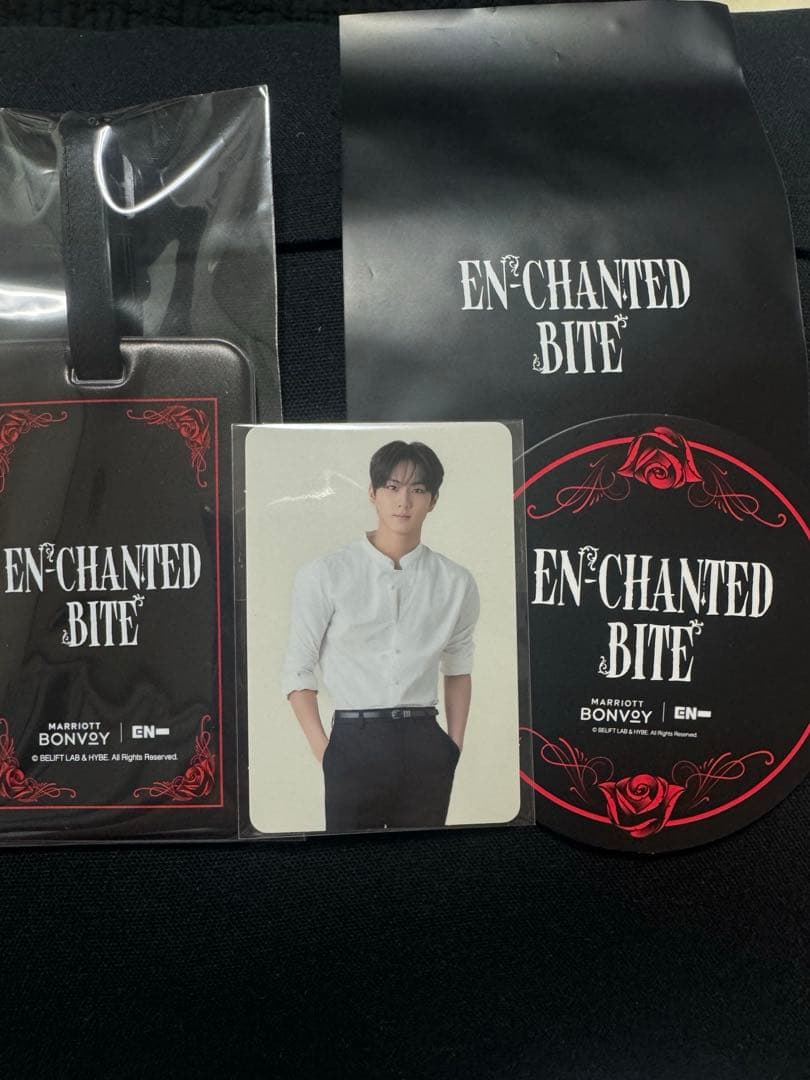 EN-CHANTED
BITE
EN-CHANTED
BITE
MARRIOTT
BONVOY
EN-
© BELIFT LAB & HYBE. All Rights Reserved.
EN-CHANTED
BITE
MARRIOTT
BONVOY
EN-
© BELIFT LAB & HYBE. All Rights Reserved.